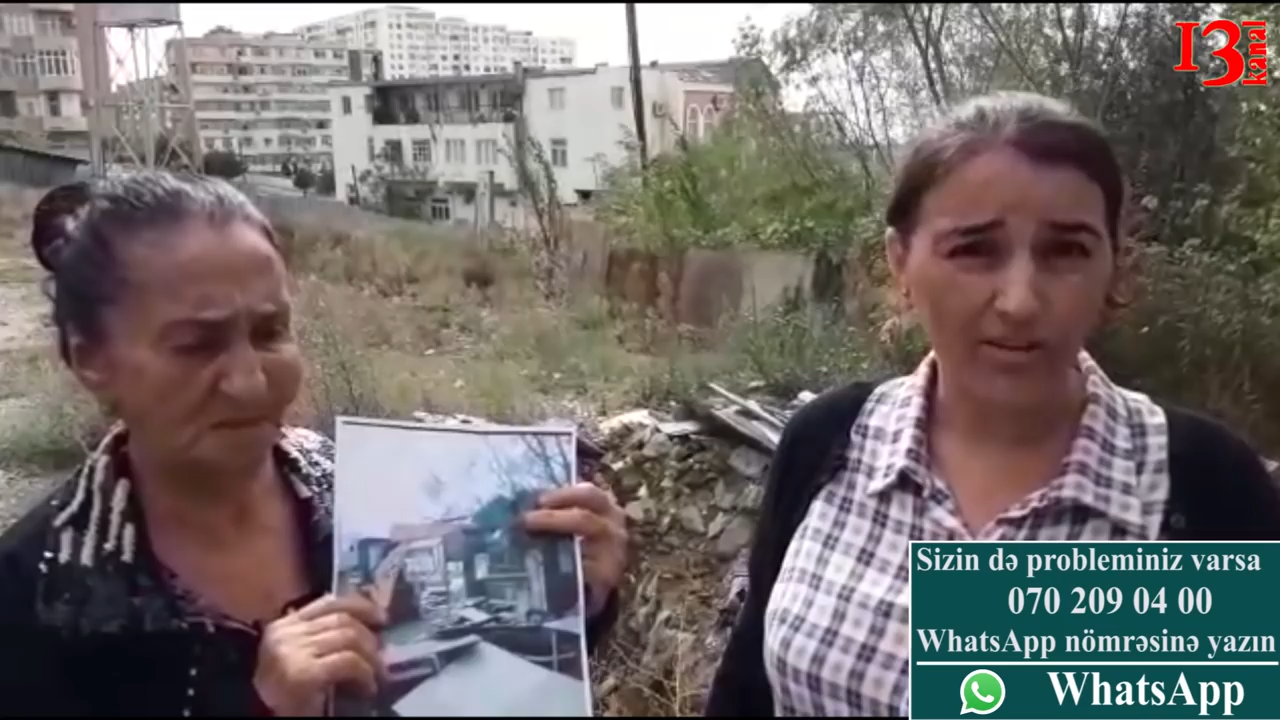 13 kanal
Sizin də probleminiz varsa
070 209 04 00
WhatsApp nömrəsinə yazın
WhatsApp